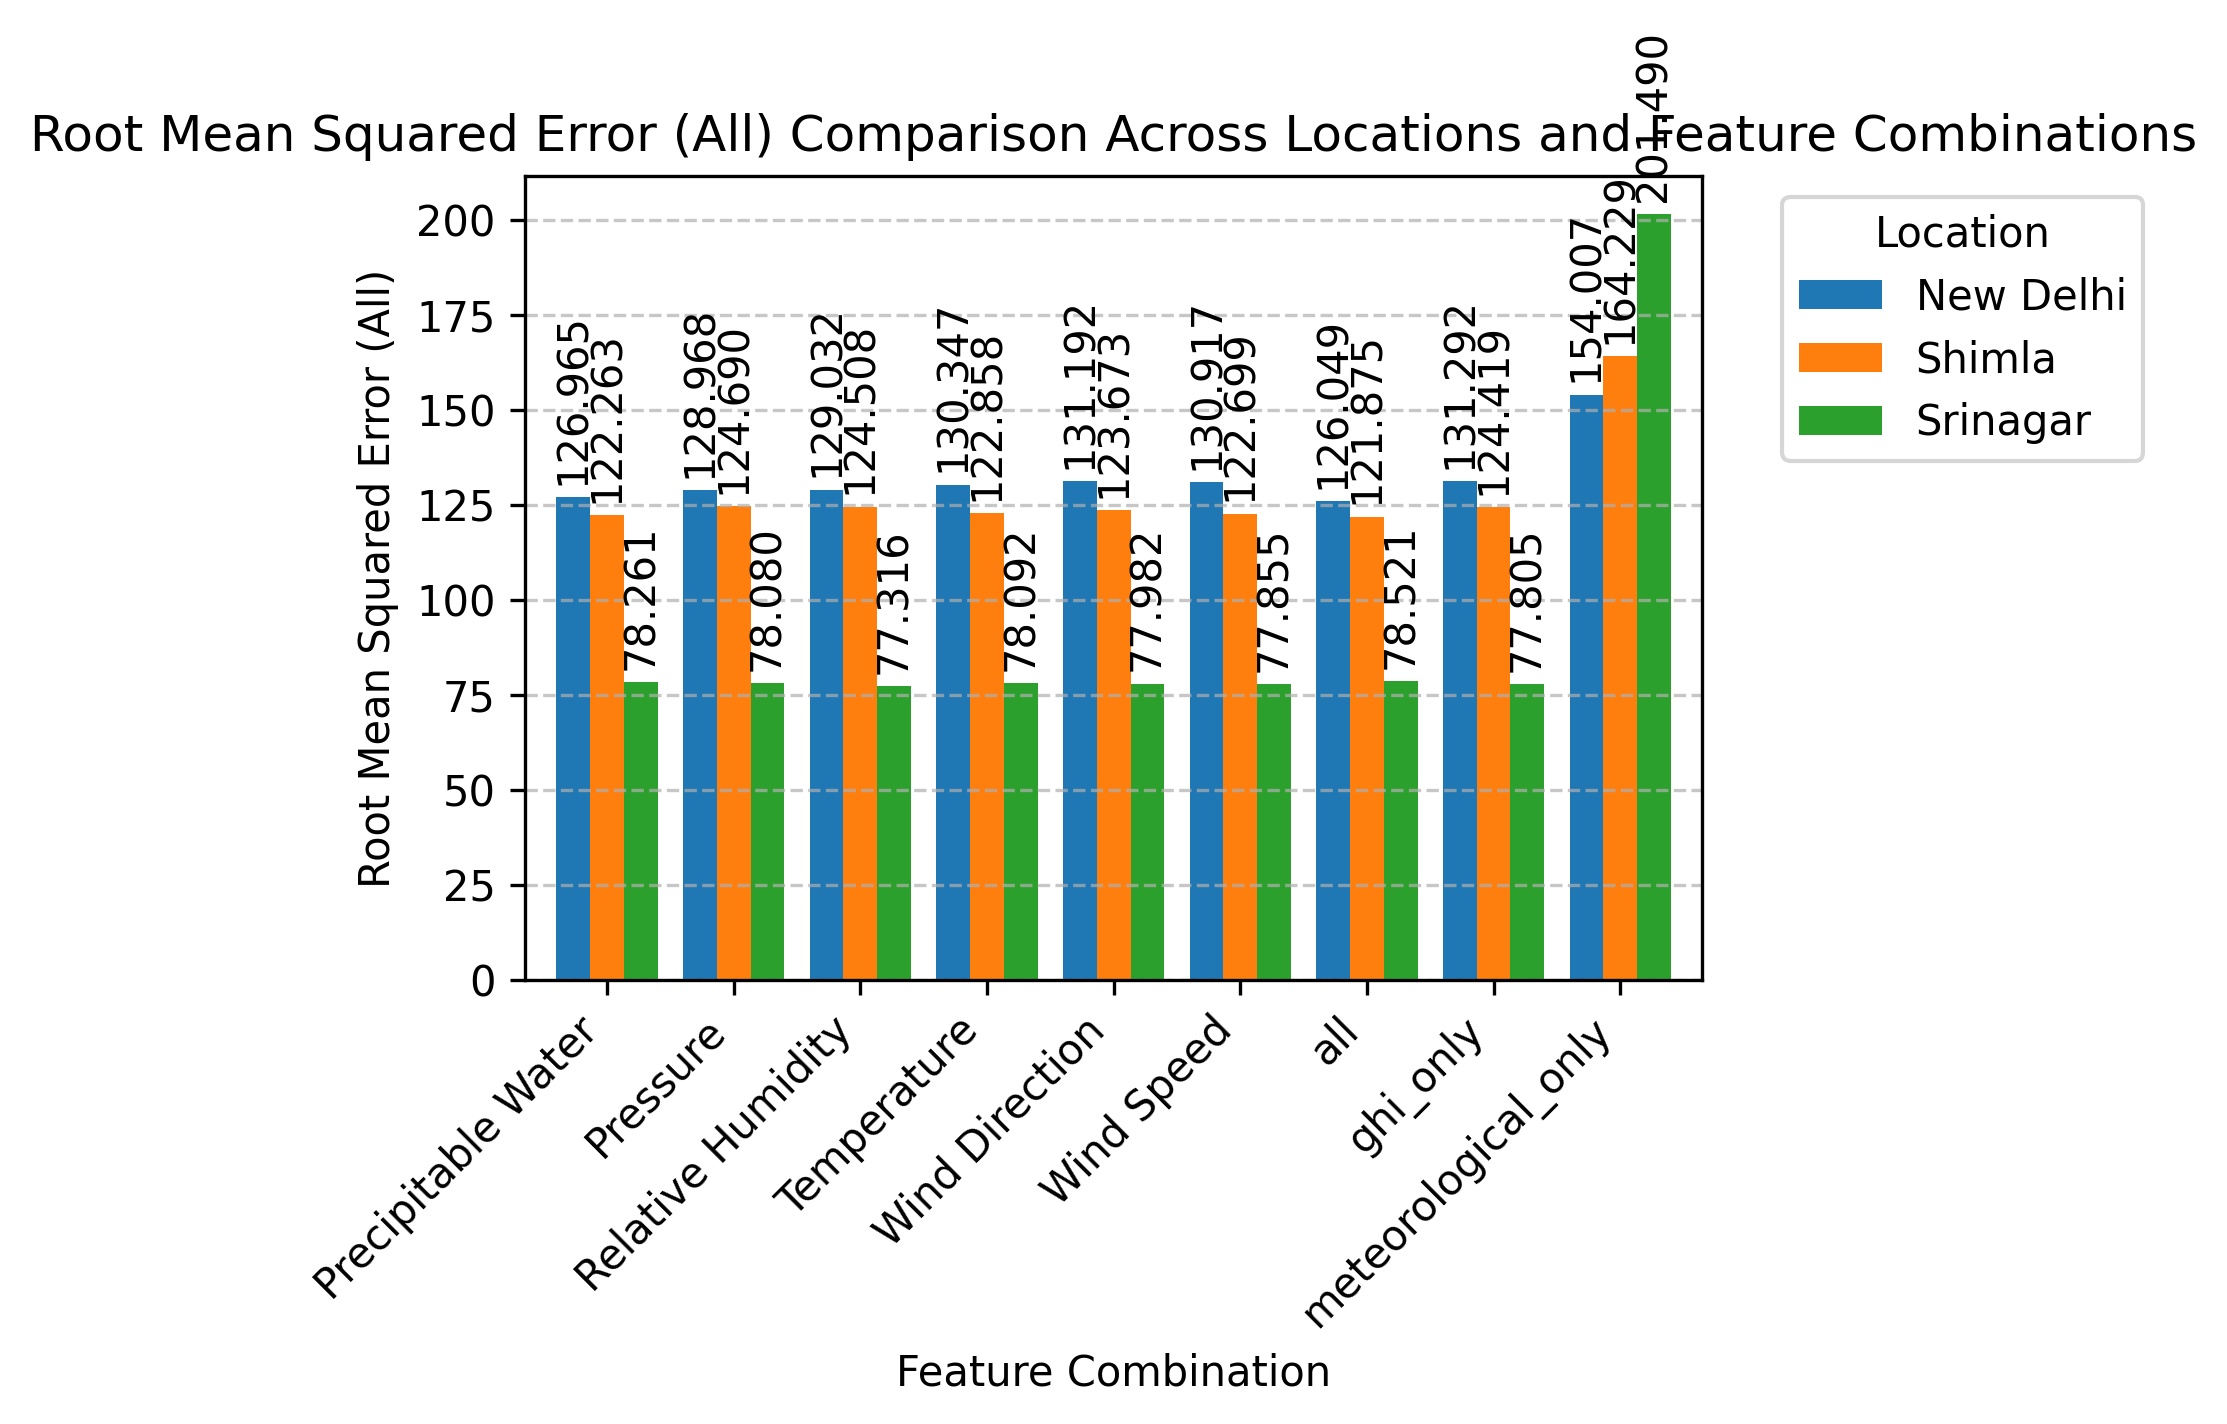 Root Mean Squared Error (All) Comparison Across Locations and Feature Combinations
Root Mean Squared Error (All)
200
175
150
125
100
75
50
25
0
126.965
122.263
78.261
128.968
124.690
78.080
129.032
124.508
77.316
130.347
122.858
78.092
131.192
123.673
77.982
130.917
122.699
77.855
126.049
121.875
78.521
131.292
124.419
77.805
154.007
164.229
201.490
Location
New Delhi
Shimla
Srinagar
Precipitable Water
Pressure
Relative Humidity
Temperature
Wind Direction
Wind Speed
all
ghi_only
meteorological_only
Feature Combination